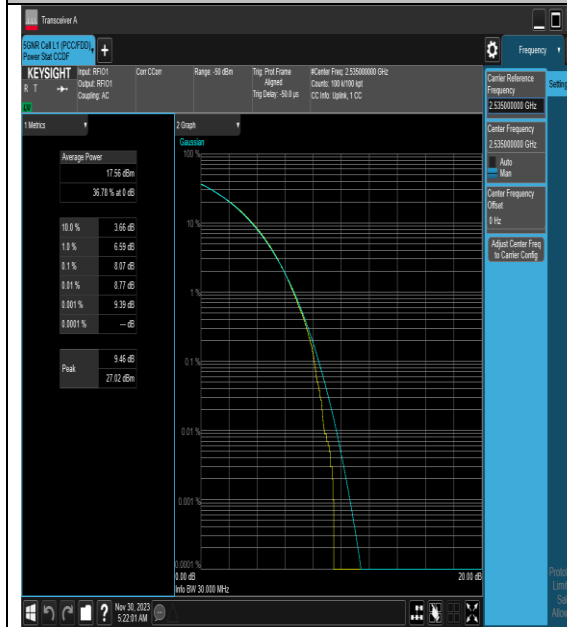 Transceiver A
5GNR Cell L1 (PCC/FDD),
Power Stat CCDF
Frequency
KEYSIGHT
R T
Input: RFIO1
Output: RFIO1
Coupling: AC
Corr CCorr
Range: -50 dBm
Trig: Prot Frame
Aligned
Trig Delay: -50.0 µs
#Center Freq: 2.535000000 GHz
Counts: 100 k/100 kpt
CC Info: Uplink, 1 CC
1 Metrics
2 Graph
Gaussian
Average Power
17.56 dBm
36.78 % at 0 dB
10.0 % 3.66 dB
1.0 % 6.59 dB
0.1 % 8.07 dB
0.01 % 8.77 dB
0.001 % 9.39 dB
0.0001 % --- dB
Peak
9.46 dB
27.02 dBm
100 %
10 %
1 %
0.1 %
0.01 %
0.001 %
0.0001 %
0.00 dB
20.00 dB
Info BW 30.000 MHz
Carrier Reference
Frequency
2.535000000 GHz
Setting
Center Frequency
2.535000000 GHz
Auto
Man
Center Frequency
Offset
0 Hz
Adjust Center Freq
to Carrier Config
Nov 30, 2023
5:22:01 AM